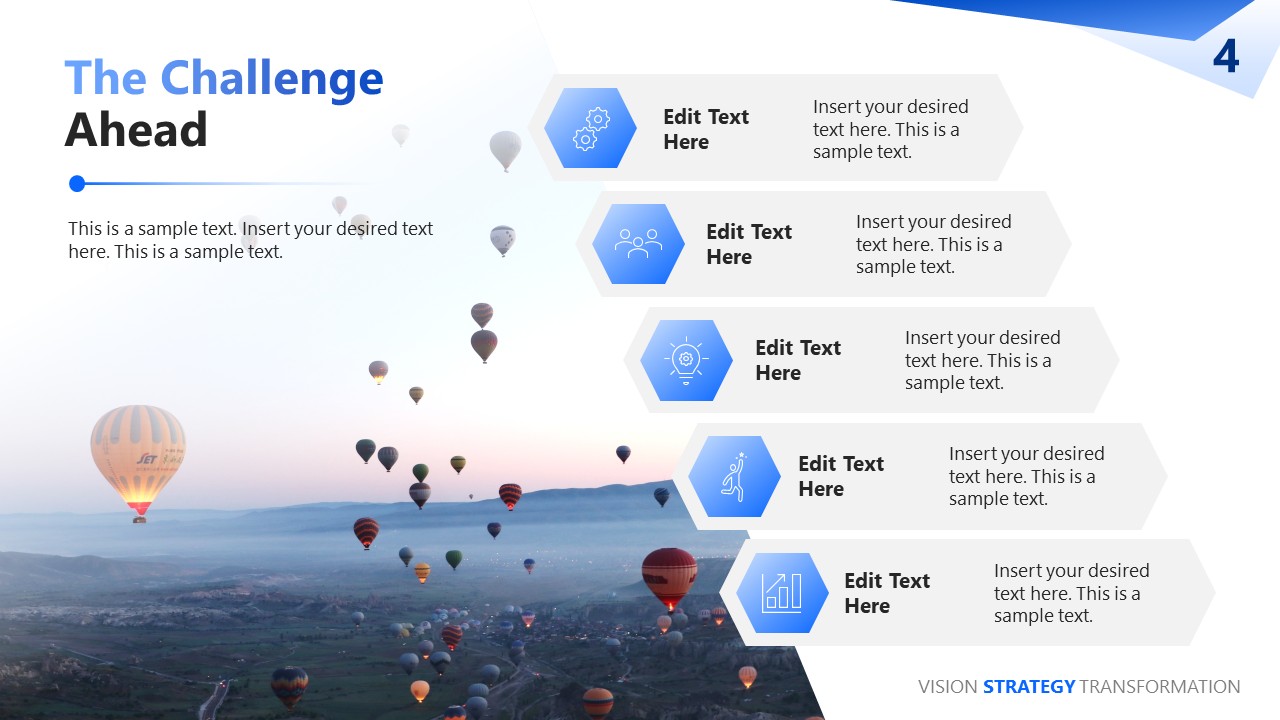 4
The Challenge
Ahead
This is a sample text. Insert your desired text
here. This is a sample text.
Edit Text
Here
Insert your desired
text here. This is a
sample text.
Edit Text
Here
Insert your desired
text here. This is a
sample text.
Edit Text
Here
Insert your desired
text here. This is a
sample text.
Edit Text
Here
Insert your desired
text here. This is a
sample text.
Edit Text
Here
Insert your desired
text here. This is a
sample text.
SET
VISION STRATEGY TRANSFORMATION